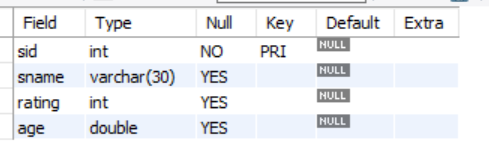 Field Type Null Key Default Extra
sid int NO PRI NULL
sname varchar(30) YES NULL
rating int YES NULL
age double YES NULL